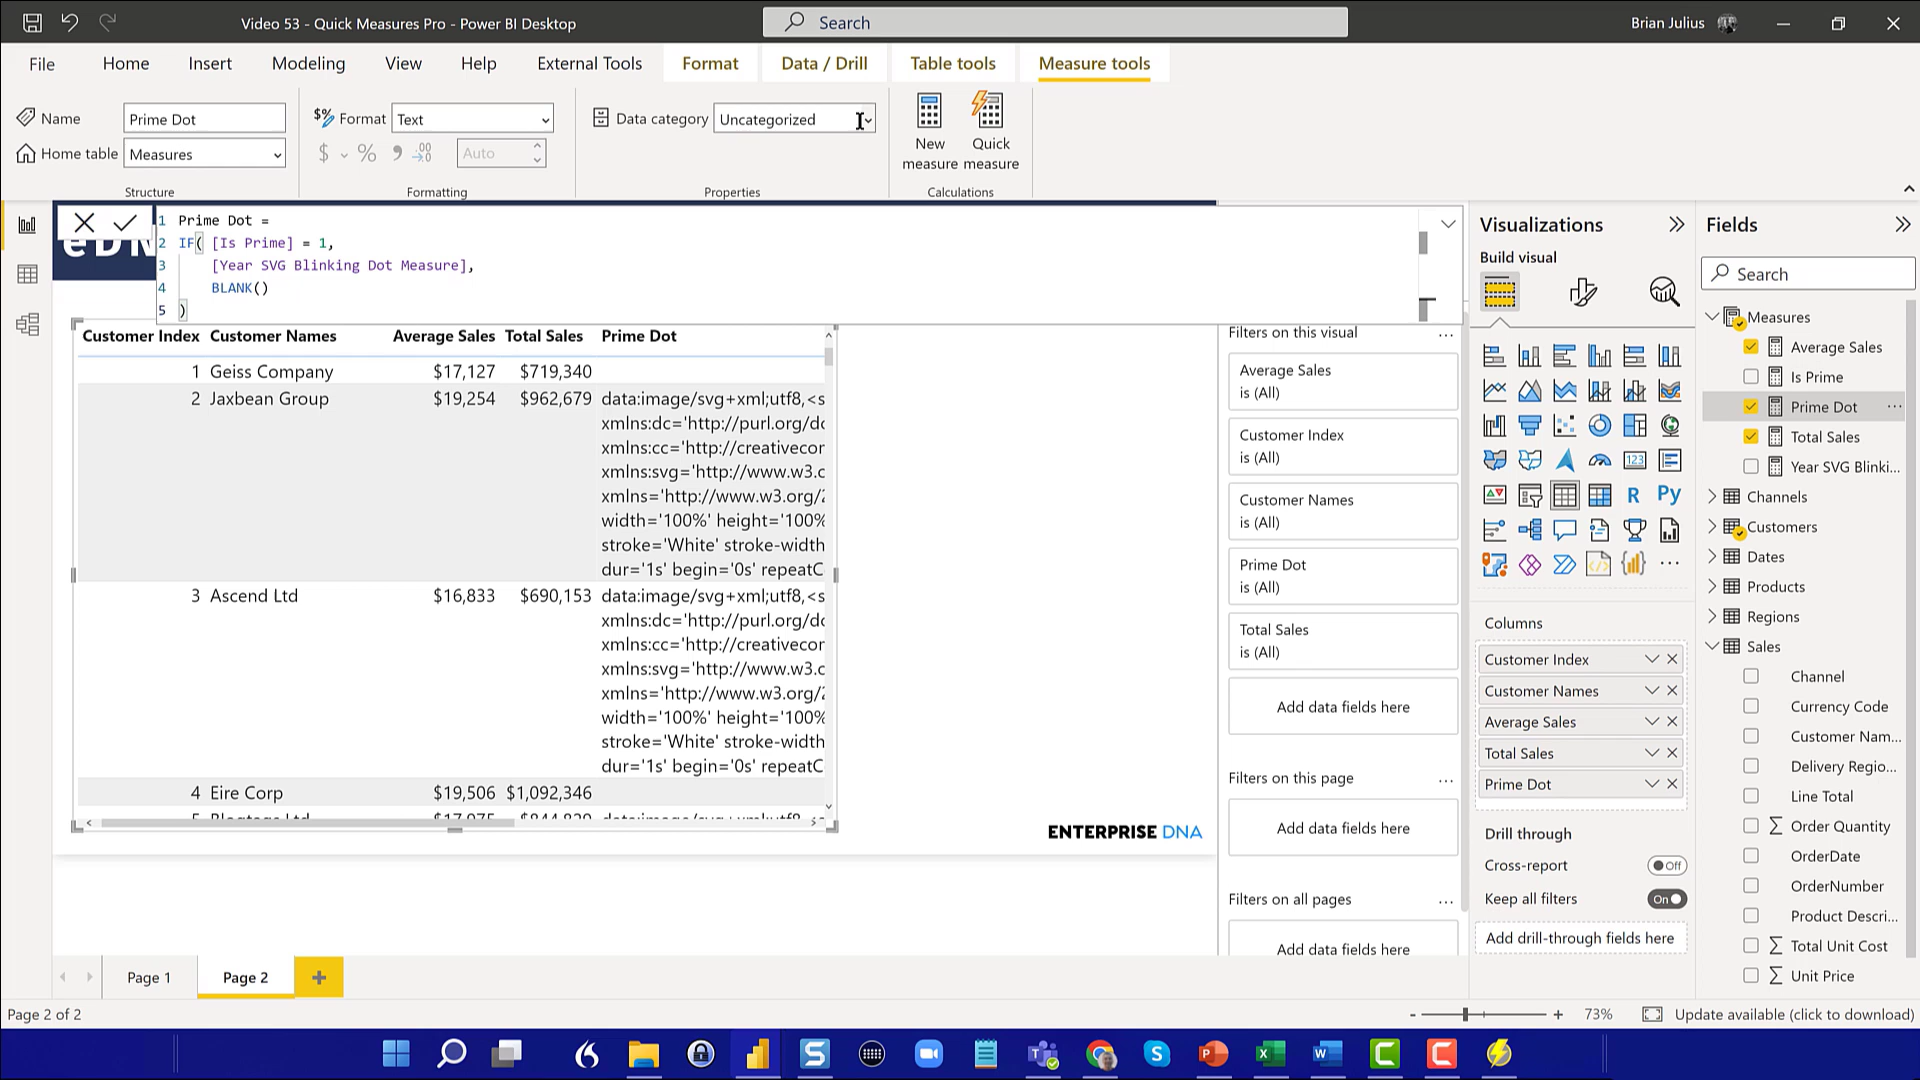 Video 53 - Quick Measures Pro - Power BI Desktop
Search
Brian Julius
File
Home
Insert
Modeling
View
Help
External Tools
Format
Data / Drill
Table tools
Measure tools
Name
Prime Dot
Format
Text
Data category
Uncategorized
Home table
Measures
$
%
Auto
New measure
Quick measure
Structure
Formatting
Properties
Calculations
1 Prime Dot =
2 IF( [Is Prime] = 1,
3 [Year SVG Blinking Dot Measure],
4 BLANK()
5 )
Customer Index Customer Names Average Sales Total Sales Prime Dot
1 Geiss Company $17,127 $719,340
2 Jaxbean Group $19,254 $962,679 data:image/svg+xml;utf8,<s
xmlns:dc='http://purl.org/dc
xmlns:cc='http://creativecor
xmlns:svg='http://www.w3.c
xmlns='http://www.w3.org/2
width='100%' height='100%
stroke='White' stroke-width
dur='1s' begin='0s' repeatC
3 Ascend Ltd $16,833 $690,153 data:image/svg+xml;utf8,<s
xmlns:dc='http://purl.org/dc
xmlns:cc='http://creativecor
xmlns:svg='http://www.w3.c
xmlns='http://www.w3.org/2
width='100%' height='100%
stroke='White' stroke-width
dur='1s' begin='0s' repeatC
4 Eire Corp $19,506 $1,092,346
ENTERPRISE DNA
Filters on this visual
Average Sales
is (All)
Customer Index
is (All)
Customer Names
is (All)
Prime Dot
is (All)
Total Sales
is (All)
Add data fields here
Filters on this page
Add data fields here
Filters on all pages
Add data fields here
Visualizations
Build visual
123
R
Py
Columns
Customer Index
Customer Names
Average Sales
Total Sales
Prime Dot
Drill through
Cross-report
Off
Keep all filters
On
Add drill-through fields here
Fields
Search
Measures
Average Sales
Is Prime
Prime Dot
Total Sales
Year SVG Blinki...
Channels
Customers
Dates
Products
Regions
Sales
Channel
Currency Code
Customer Nam...
Delivery Regio...
Line Total
Order Quantity
OrderDate
OrderNumber
Product Descri...
Total Unit Cost
Unit Price
Page 1
Page 2
+
Page 2 of 2
- + 73%
Update available (click to download)